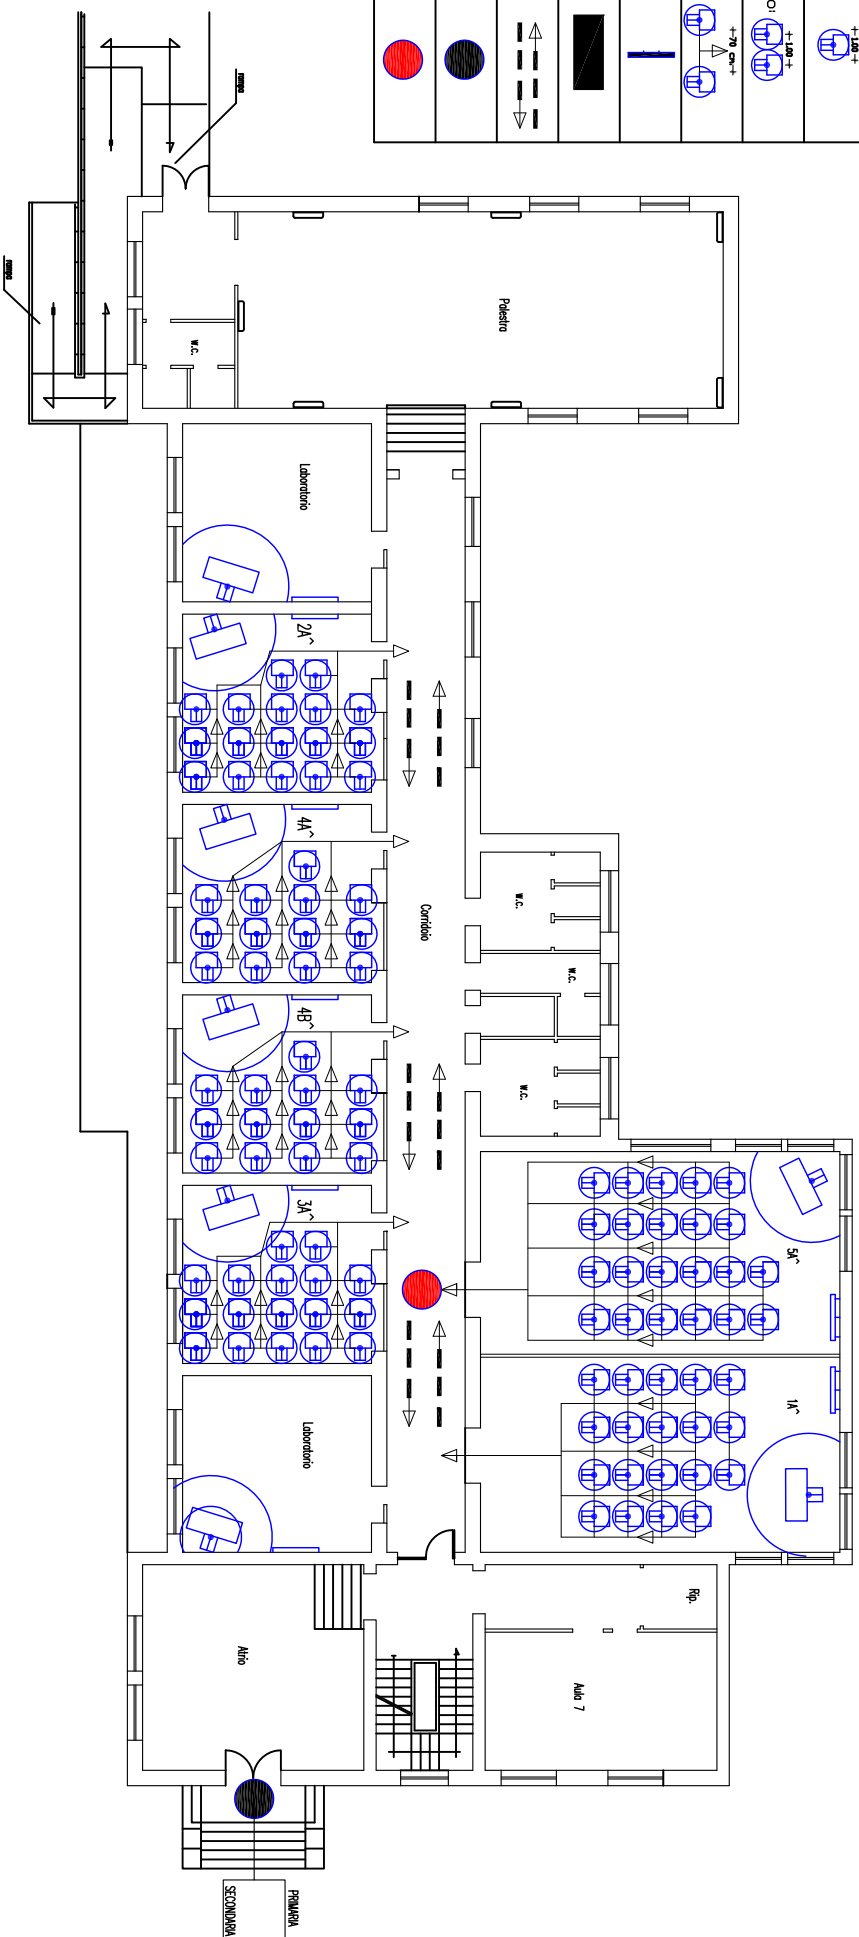 1.00
O:
1.00
70 cm.
rampa
rampa
Palestra
W.C.
Laboratorio
2A^
4A^
Corridoio
W.C.
W.C.
4B^
W.C.
3A^
5A^
1A^
Laboratorio
Rip.
Atrio
Aula 7
PRIMARIA
SECONDARIA